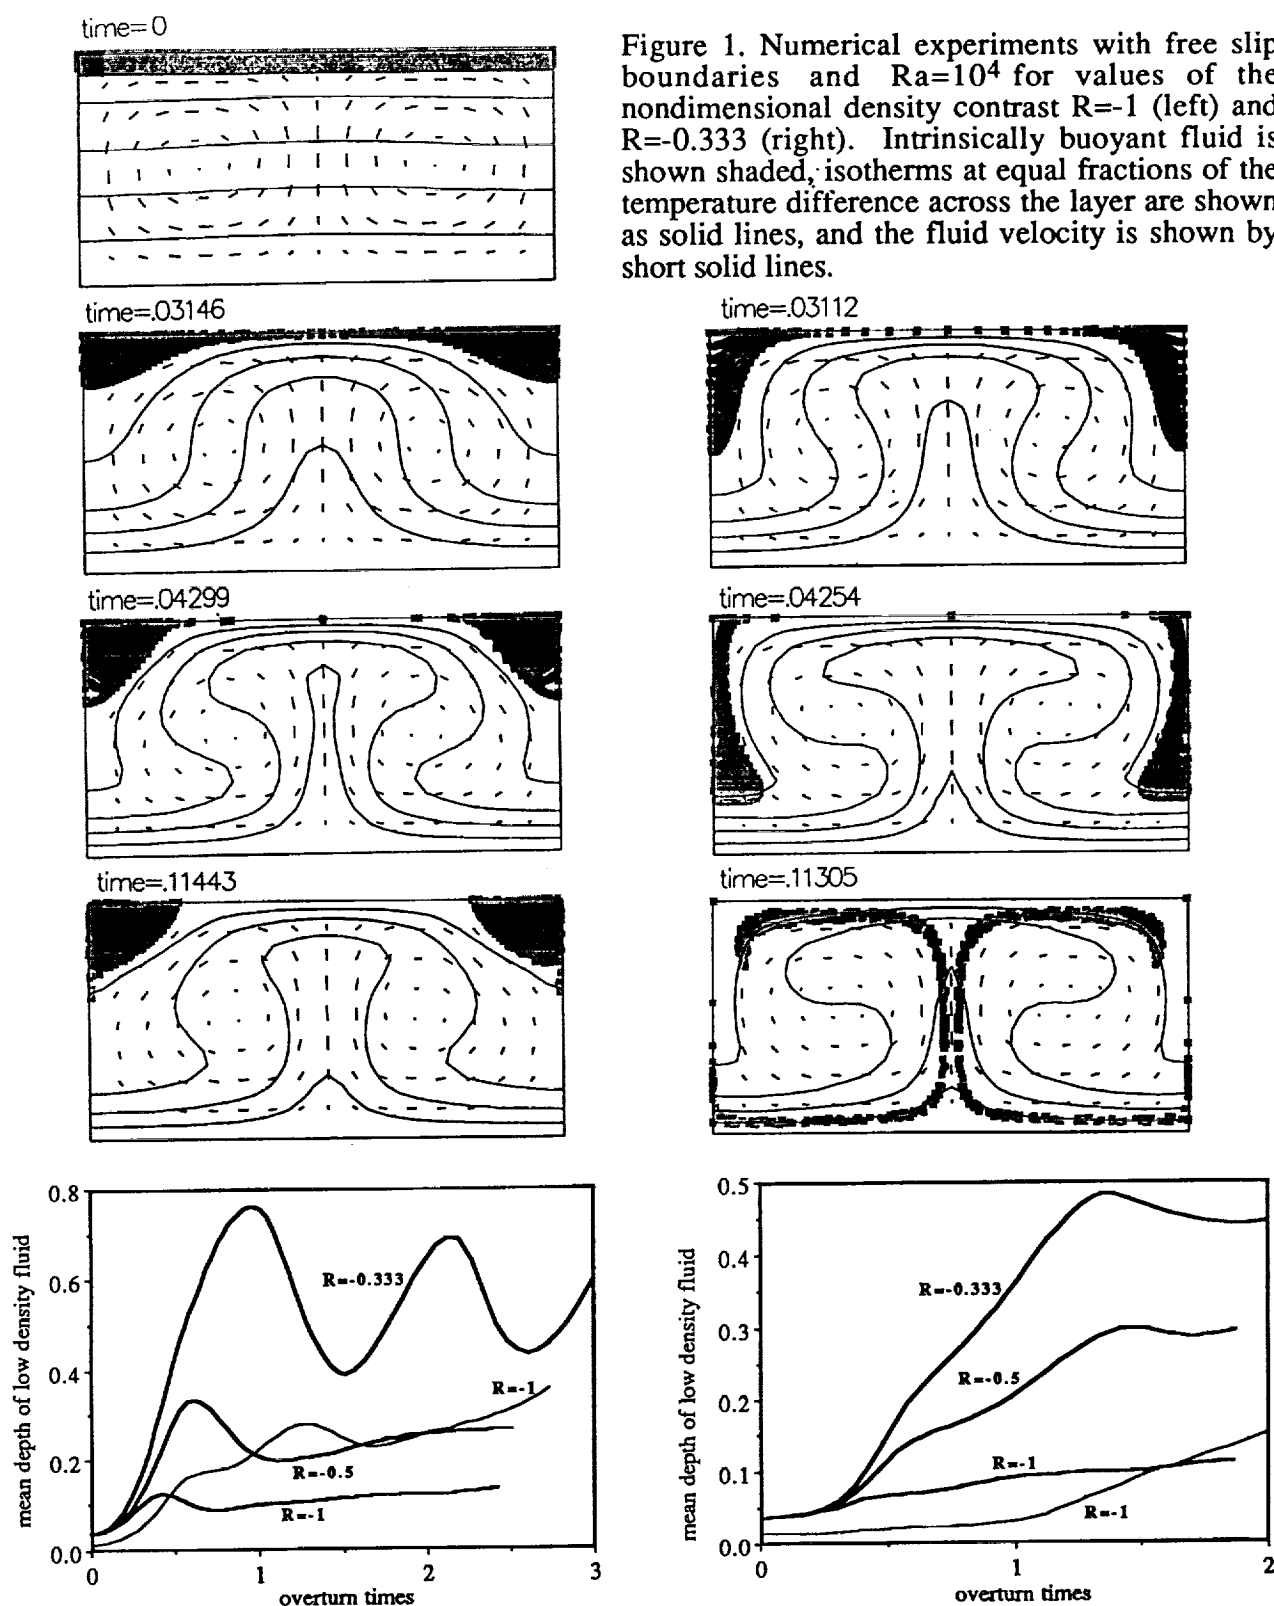 time=0
Figure 1. Numerical experiments with free slip
boundaries and Ra=10⁴ for values of the
nondimensional density contrast R=-1 (left) and
R=-0.333 (right). Intrinsically buoyant fluid is
shown shaded, isotherms at equal fractions of the
temperature difference across the layer are shown
as solid lines, and the fluid velocity is shown by
short solid lines.
time=.03146
time=.03112
time=.04299
time=.04254
time=.11443
time=.11305
mean depth of low density fluid
0.8
0.6
0.4
0.2
0.0
R=-0.333
R=-1
R=-0.5
R=-1
0 1 2 3
overturn times
mean depth of low density fluid
0.5
0.4
0.3
0.2
0.1
0.0
R=-0.333
R=-0.5
R=-1
R=-1
0 1 2
overturn times